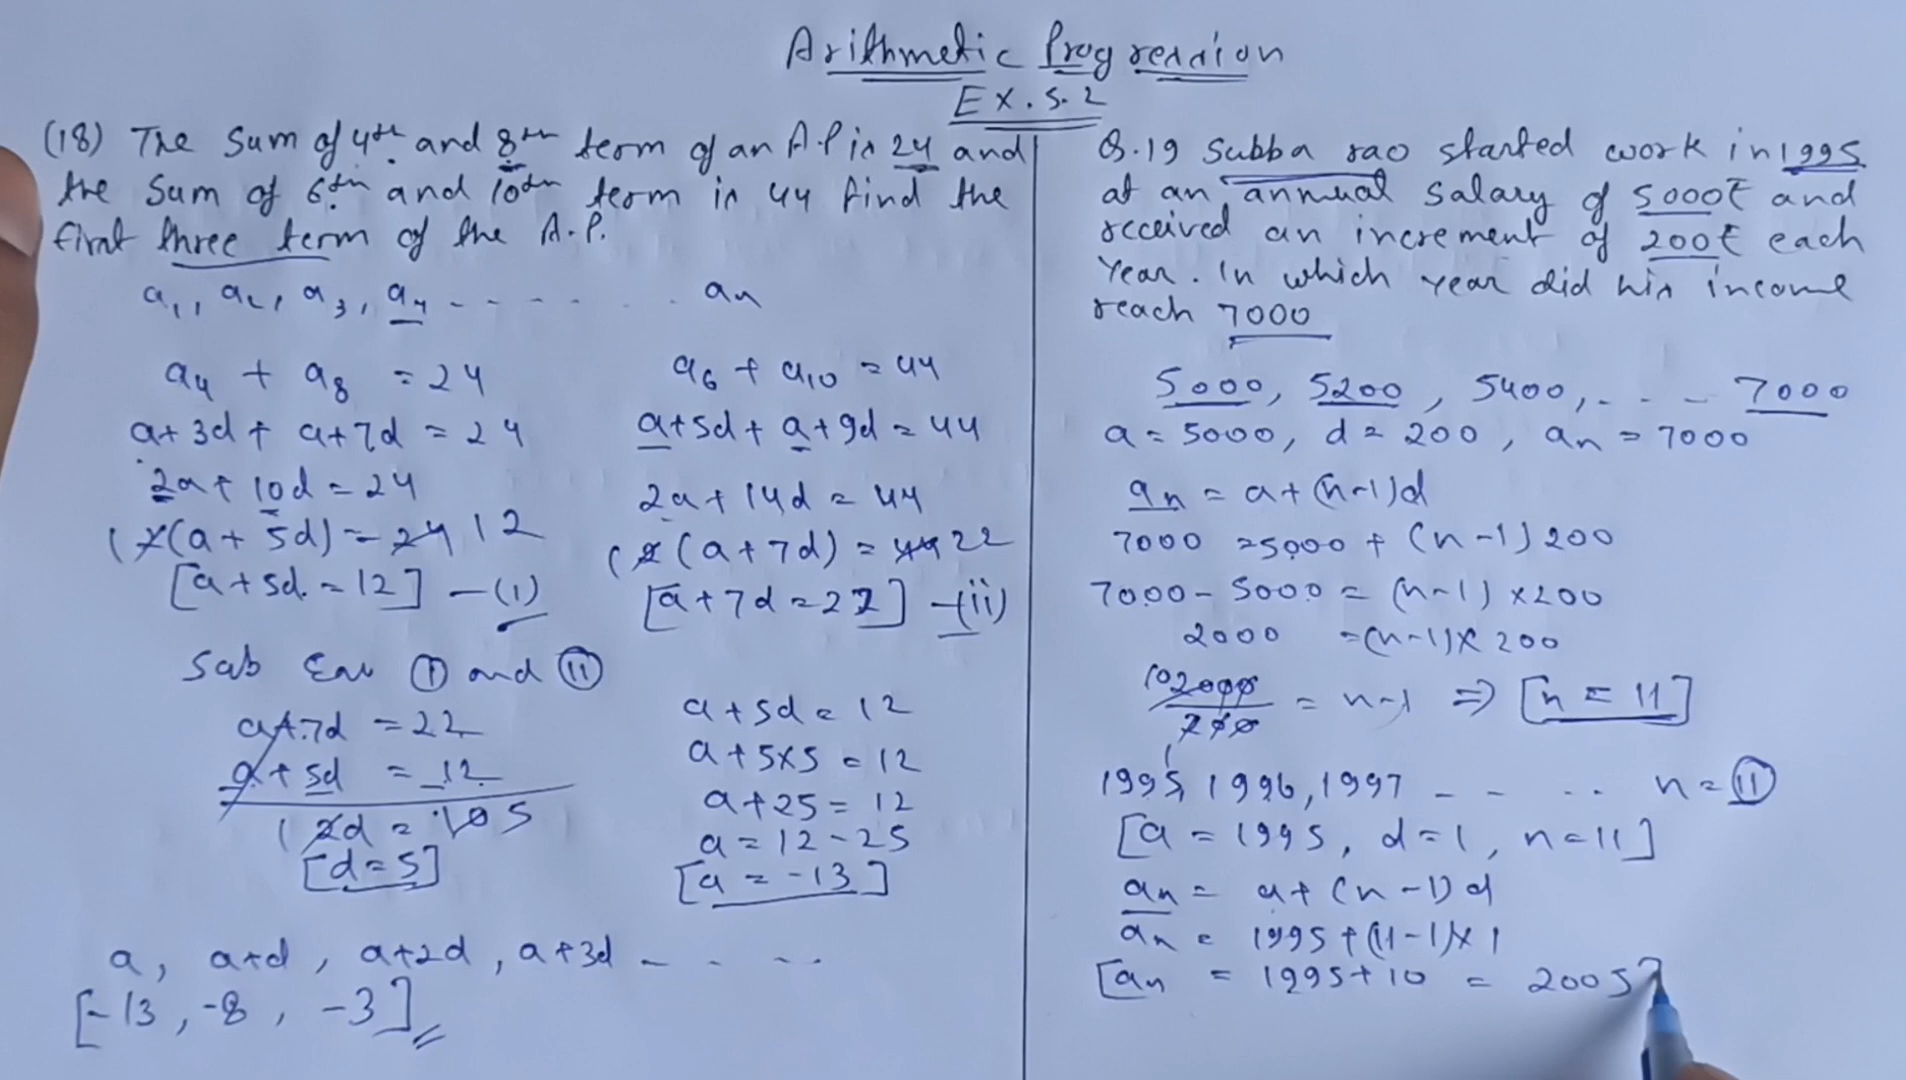 Arithmetic Progression
Ex. 5.2
(18) The Sum of 4th and 8th term of an A.P is 24 and
the sum of 6th and 10th term is 44 find the
first three term of the A.P.
a1, a2, a3, a4 - - - - - - an
a4 + a8 = 24
a+3d + a+7d = 24
2a+10d = 24
2(a+5d) = 24 12
[a+5d = 12] - (i)
a6 + a10 = 44
a+5d + a+9d = 44
2a+14d = 44
2(a+7d) = 44 22
[a+7d = 22] - (ii)
Sub Eqn (I) and (II)
a+7d = 22
a+5d = 12
2d = 10 5
[d=5]
a+5d = 12
a+5x5 = 12
a+25 = 12
a = 12-25
[a = -13]
a, a+d, a+2d, a+3d - - - -
[-13, -8, -3]
Q.19 Subba rao started work in 1995
at an annual salary of 5000₹ and
received an increment of 200₹ each
Year. In which year did his income
reach 7000
5000, 5200, 5400, - - - 7000
a = 5000, d = 200, an = 7000
an = a+(n-1)d
7000 = 5000 + (n-1)200
7000 - 5000 = (n-1) x200
2000 = (n-1)x 200
10 2000/200 1 = n-1 ⇒ [n = 11]
1995, 1996, 1997 - - - - n = (11)
[a = 1995, d=1, n=11]
an = a+(n-1)d
an = 1995+(11-1)x1
[an = 1995+10 = 2005]